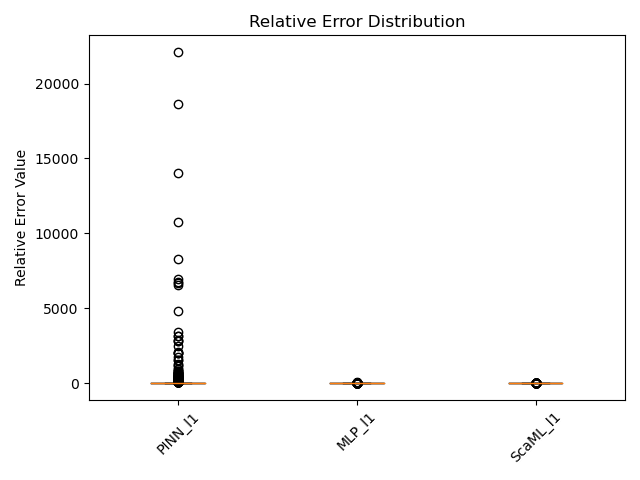 Relative Error Distribution
Relative Error Value
20000
15000
10000
5000
0
PINN_l1
MLP_l1
ScaML_l1